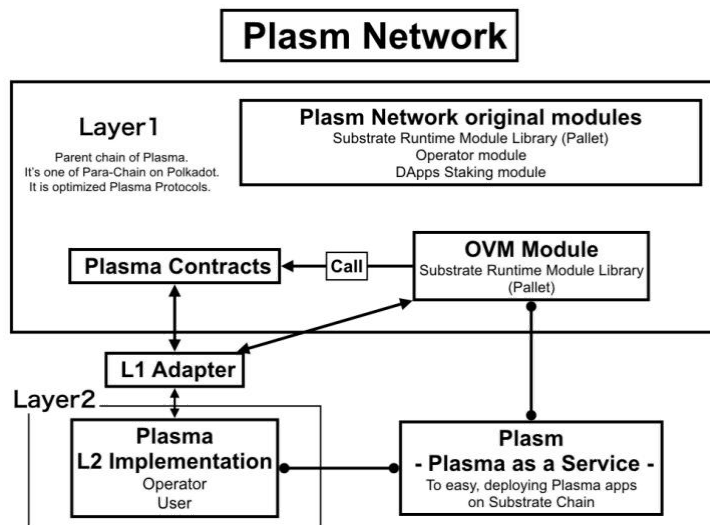 Plasm Network
Layer1
Parent chain of Plasma.
It's one of Para-Chain on Polkadot.
It is optimized Plasma Protocols.
Plasm Network original modules
Substrate Runtime Module Library (Pallet)
Operator module
DApps Staking module
Plasma Contracts
Call
OVM Module
Substrate Runtime Module Library
(Pallet)
L1 Adapter
Layer2
Plasma
L2 Implementation
Operator
User
Plasm
- Plasma as a Service -
To easy, deploying Plasma apps
on Substrate Chain